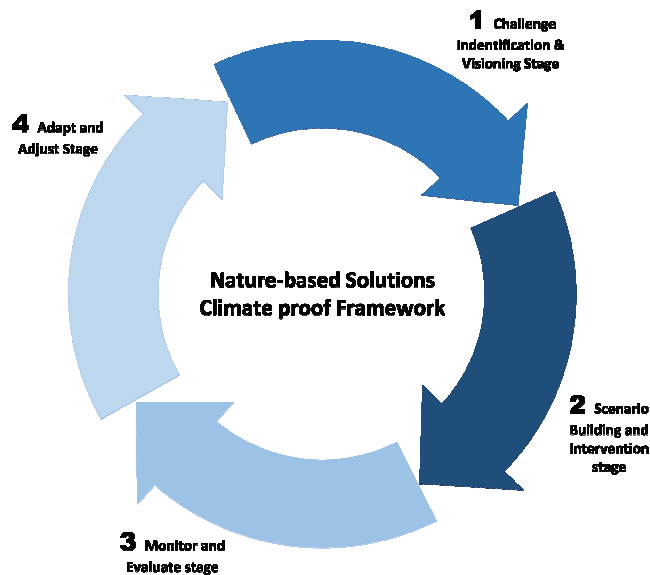 1 Challenge
Indentification &
Visioning Stage
4 Adapt and
Adjust Stage
Nature-based Solutions
Climate proof Framework
2 Scenario
Building and
Intervention
stage
3 Monitor and
Evaluate stage